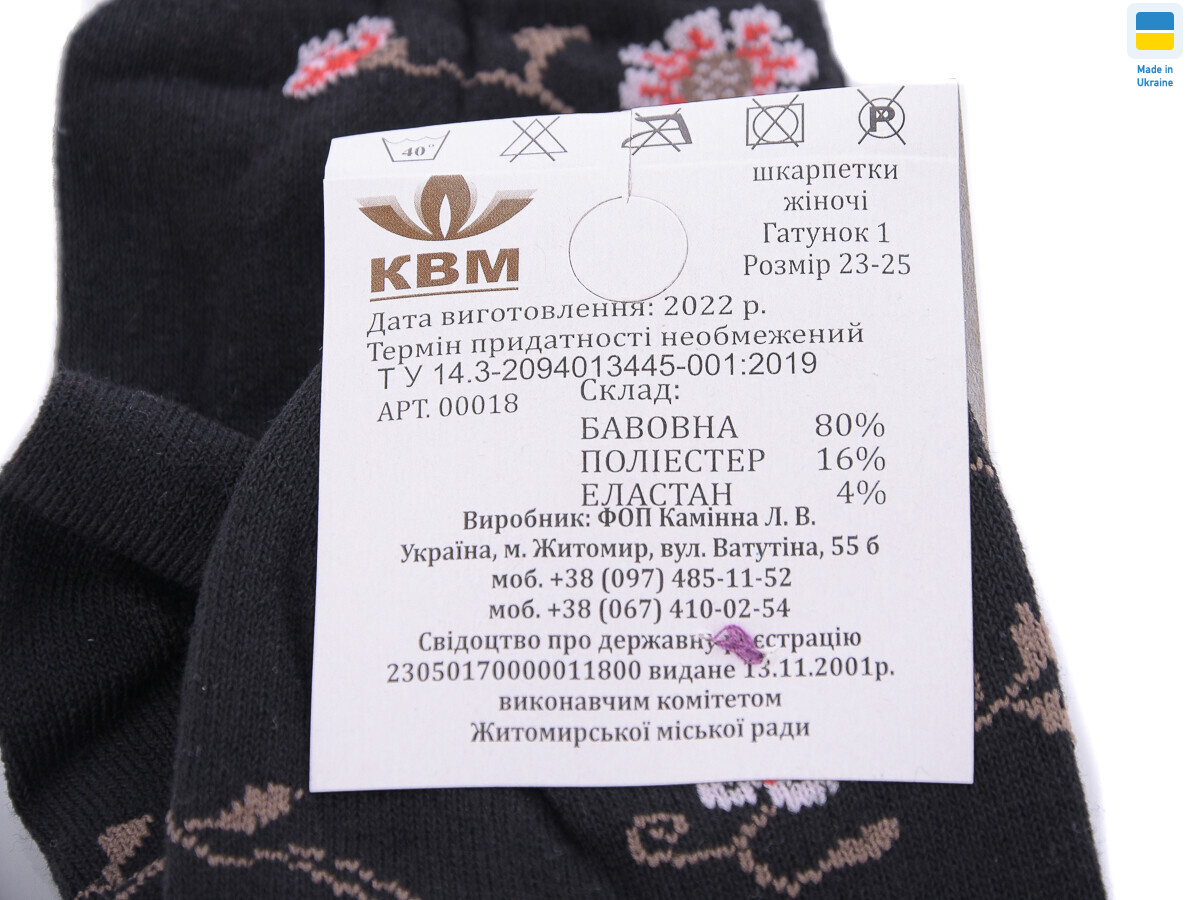 Made in
Ukraine
40°
P
КВМ
шкарпетки
жіночі
Гатунок 1
Розмір 23-25
Дата виготовлення: 2022 р.
Термін придатності необмежений
Т У 14.3-2094013445-001:2019
АРТ. 00018
Склад:
БАВОВНА 80%
ПОЛІЕСТЕР 16%
ЕЛАСТАН 4%
Виробник: ФОП Камінна Л. В.
Україна, м. Житомир, вул. Ватутіна, 55 б
моб. +38 (097) 485-11-52
моб. +38 (067) 410-02-54
Свідоцтво про державну реєстрацію
23050170000011800 видане 13.11.2001р.
виконавчим комітетом
Житомирської міської ради